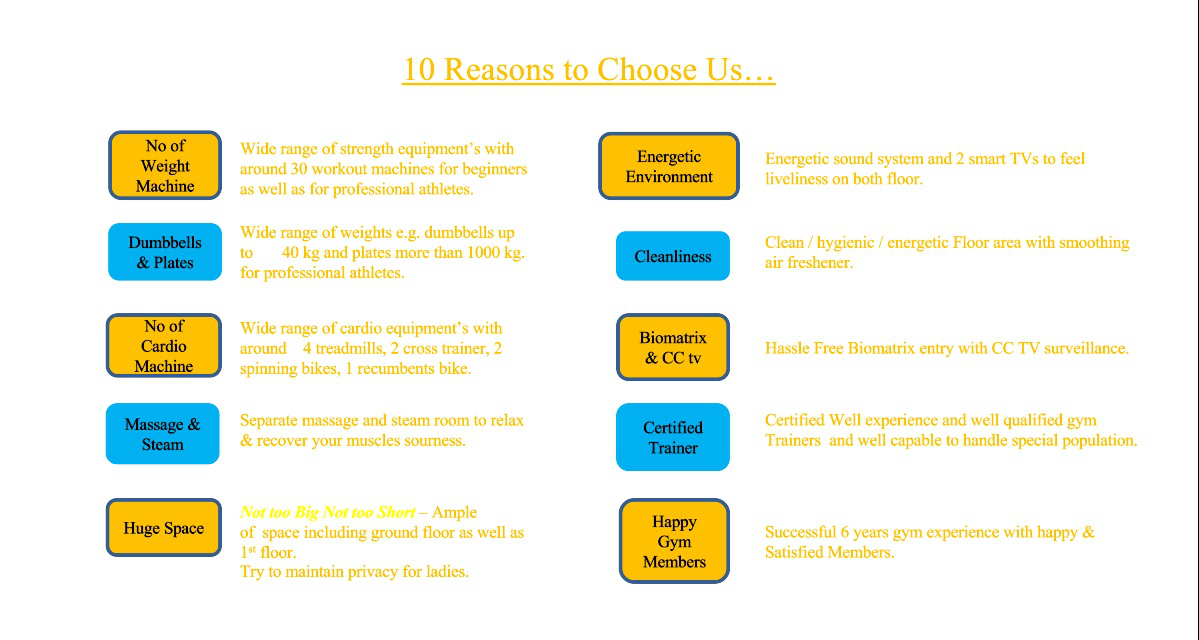 10 Reasons to Choose Us…
No of
Weight
Machine
Wide range of strength equipment's with
around 30 workout machines for beginners
as well as for professional athletes.
Dumbbells
& Plates
Wide range of weights e.g. dumbbells up
to 40 kg and plates more than 1000 kg.
for professional athletes.
No of
Cardio
Machine
Wide range of cardio equipment's with
around 4 treadmills, 2 cross trainer, 2
spinning bikes, 1 recumbents bike.
Massage &
Steam
Separate massage and steam room to relax
& recover your muscles sourness.
Huge Space
Not too Big Not too Short – Ample
of space including ground floor as well as
1st floor.
Try to maintain privacy for ladies.
Energetic
Environment
Energetic sound system and 2 smart TVs to feel
liveliness on both floor.
Cleanliness
Clean / hygienic / energetic Floor area with smoothing
air freshener.
Biomatrix
& CC tv
Hassle Free Biomatrix entry with CC TV surveillance.
Certified
Trainer
Certified Well experience and well qualified gym
Trainers and well capable to handle special population.
Happy
Gym
Members
Successful 6 years gym experience with happy &
Satisfied Members.